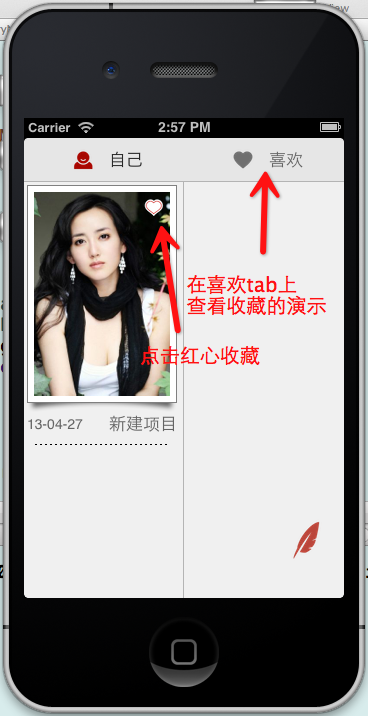 View
Carrier
2:57 PM
自己
喜欢
在喜欢tab上
查看收藏的演示
点击红心收藏
13-04-27
新建项目